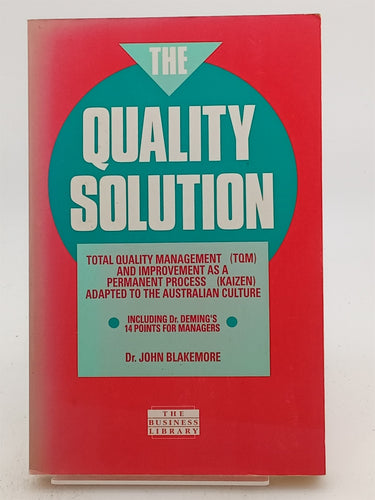 THE
QUALITY
SOLUTION
TOTAL QUALITY MANAGEMENT (TQM)
AND IMPROVEMENT AS A
PERMANENT PROCESS (KAIZEN)
ADAPTED TO THE AUSTRALIAN CULTURE
• INCLUDING Dr. DEMING'S •
14 POINTS FOR MANAGERS
Dr. JOHN BLAKEMORE
THE
BUSINESS
LIBRARY